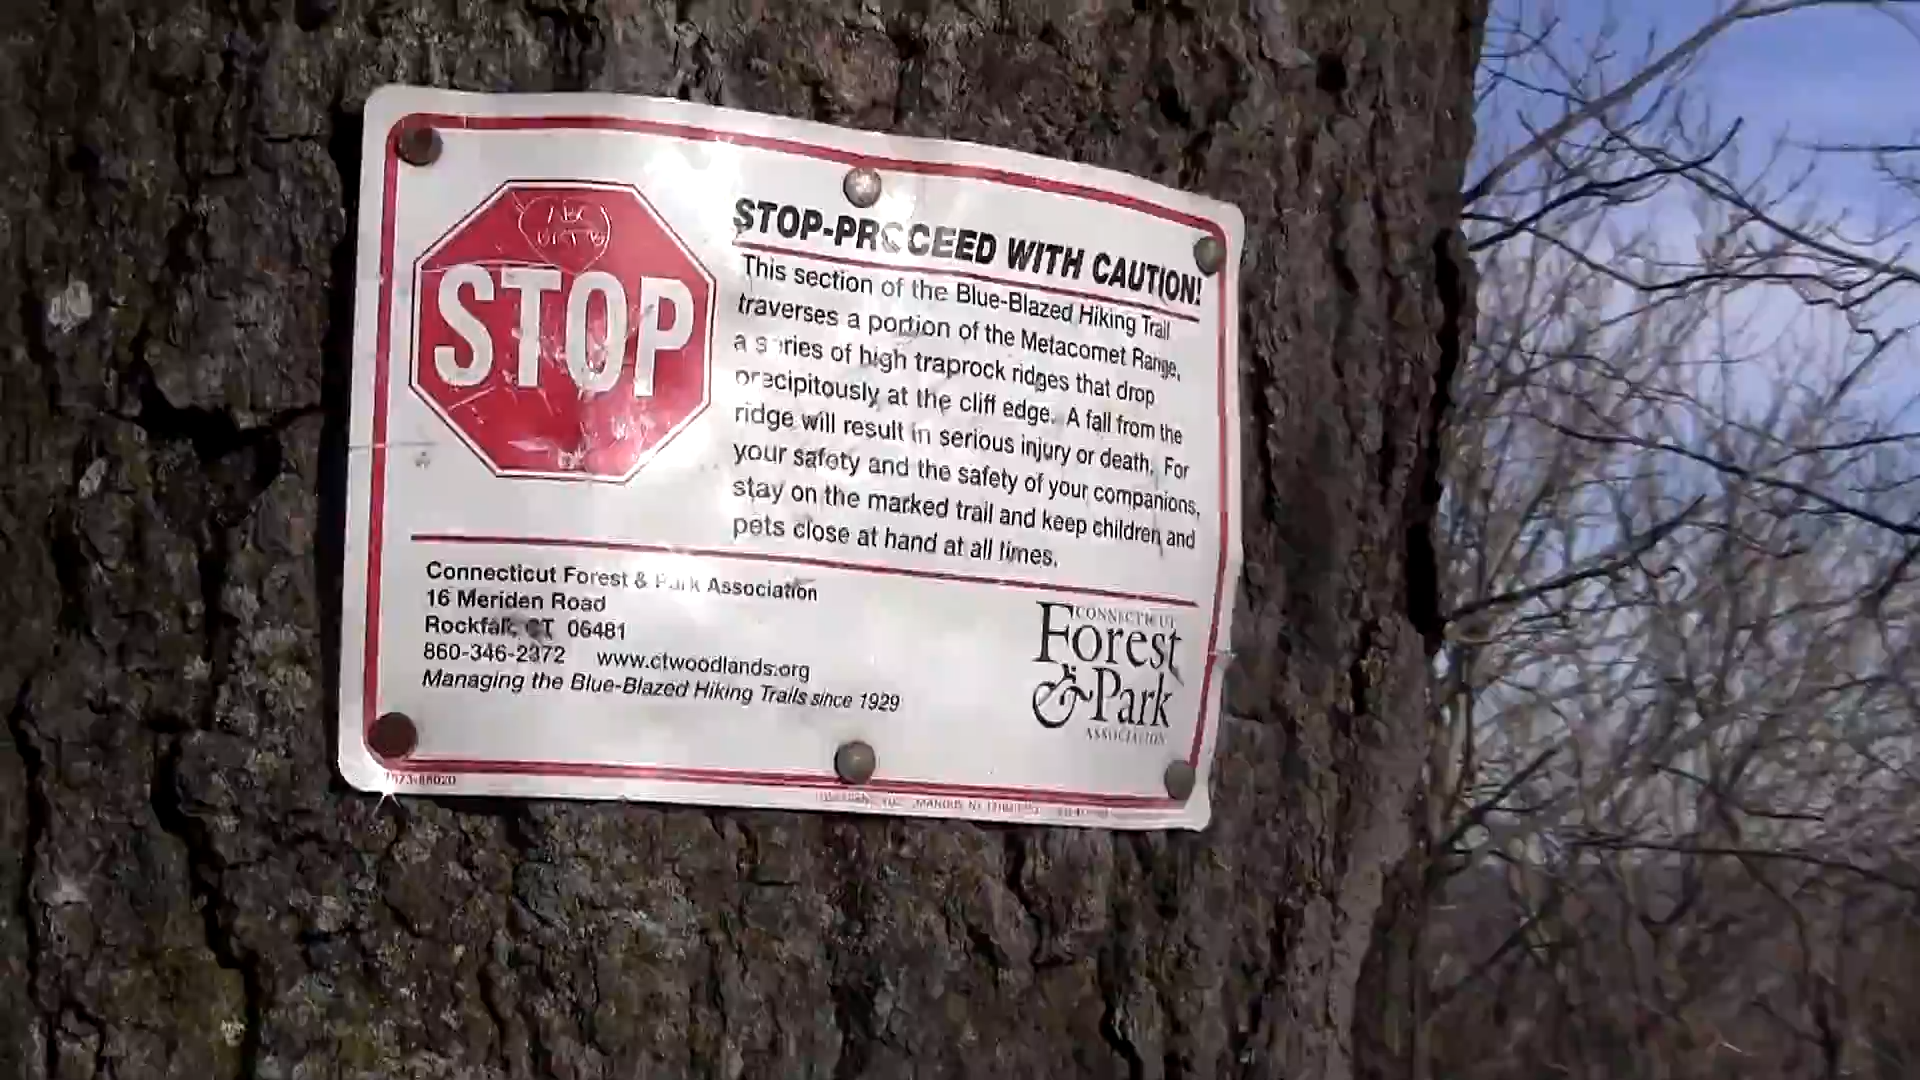 STOP
STOP-PROCEED WITH CAUTION!
This section of the Blue-Blazed Hiking Trail
traverses a portion of the Metacomet Range,
a series of high traprock ridges that drop
precipitously at the cliff edge. A fall from the
ridge will result in serious injury or death. For
your safety and the safety of your companions,
stay on the marked trail and keep children and
pets close at hand at all times.
Connecticut Forest & Park Association
16 Meriden Road
Rockfall, CT 06481
860-346-2372 www.ctwoodlands.org
Managing the Blue-Blazed Hiking Trails since 1929
CONNECTICUT
Forest
& Park
ASSOCIATION